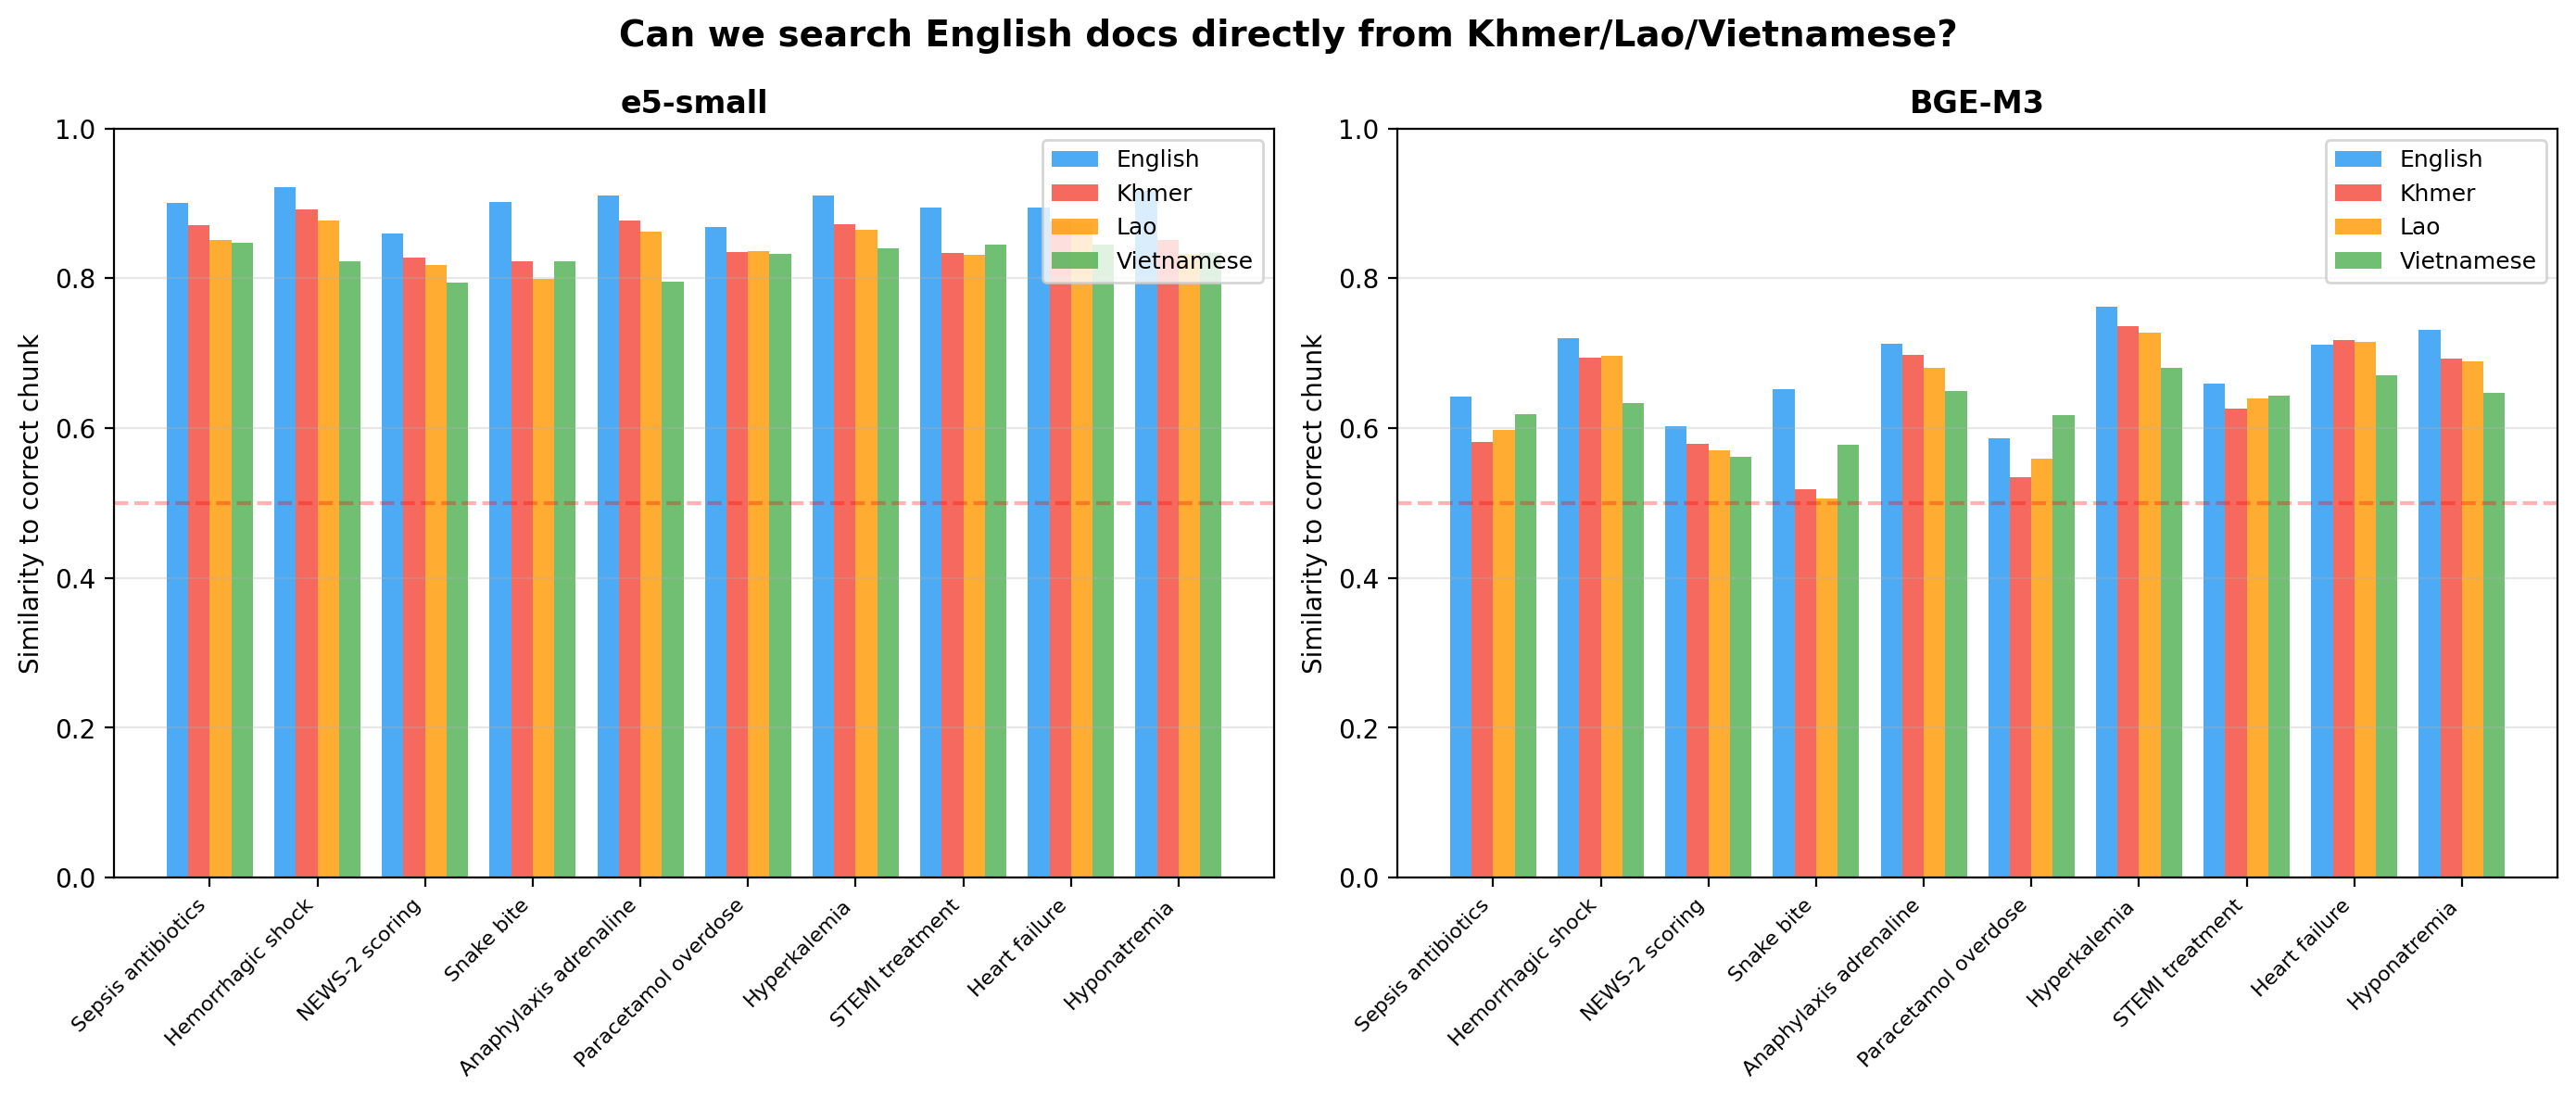 Can we search English docs directly from Khmer/Lao/Vietnamese?
e5-small
Similarity to correct chunk
1.0
0.8
0.6
0.4
0.2
0.0
English
Khmer
Lao
Vietnamese
Sepsis antibiotics
Hemorrhagic shock
NEWS-2 scoring
Snake bite
Anaphylaxis adrenaline
Paracetamol overdose
Hyperkalemia
STEMI treatment
Heart failure
Hyponatremia
BGE-M3
Similarity to correct chunk
1.0
0.8
0.6
0.4
0.2
0.0
English
Khmer
Lao
Vietnamese
Sepsis antibiotics
Hemorrhagic shock
NEWS-2 scoring
Snake bite
Anaphylaxis adrenaline
Paracetamol overdose
Hyperkalemia
STEMI treatment
Heart failure
Hyponatremia